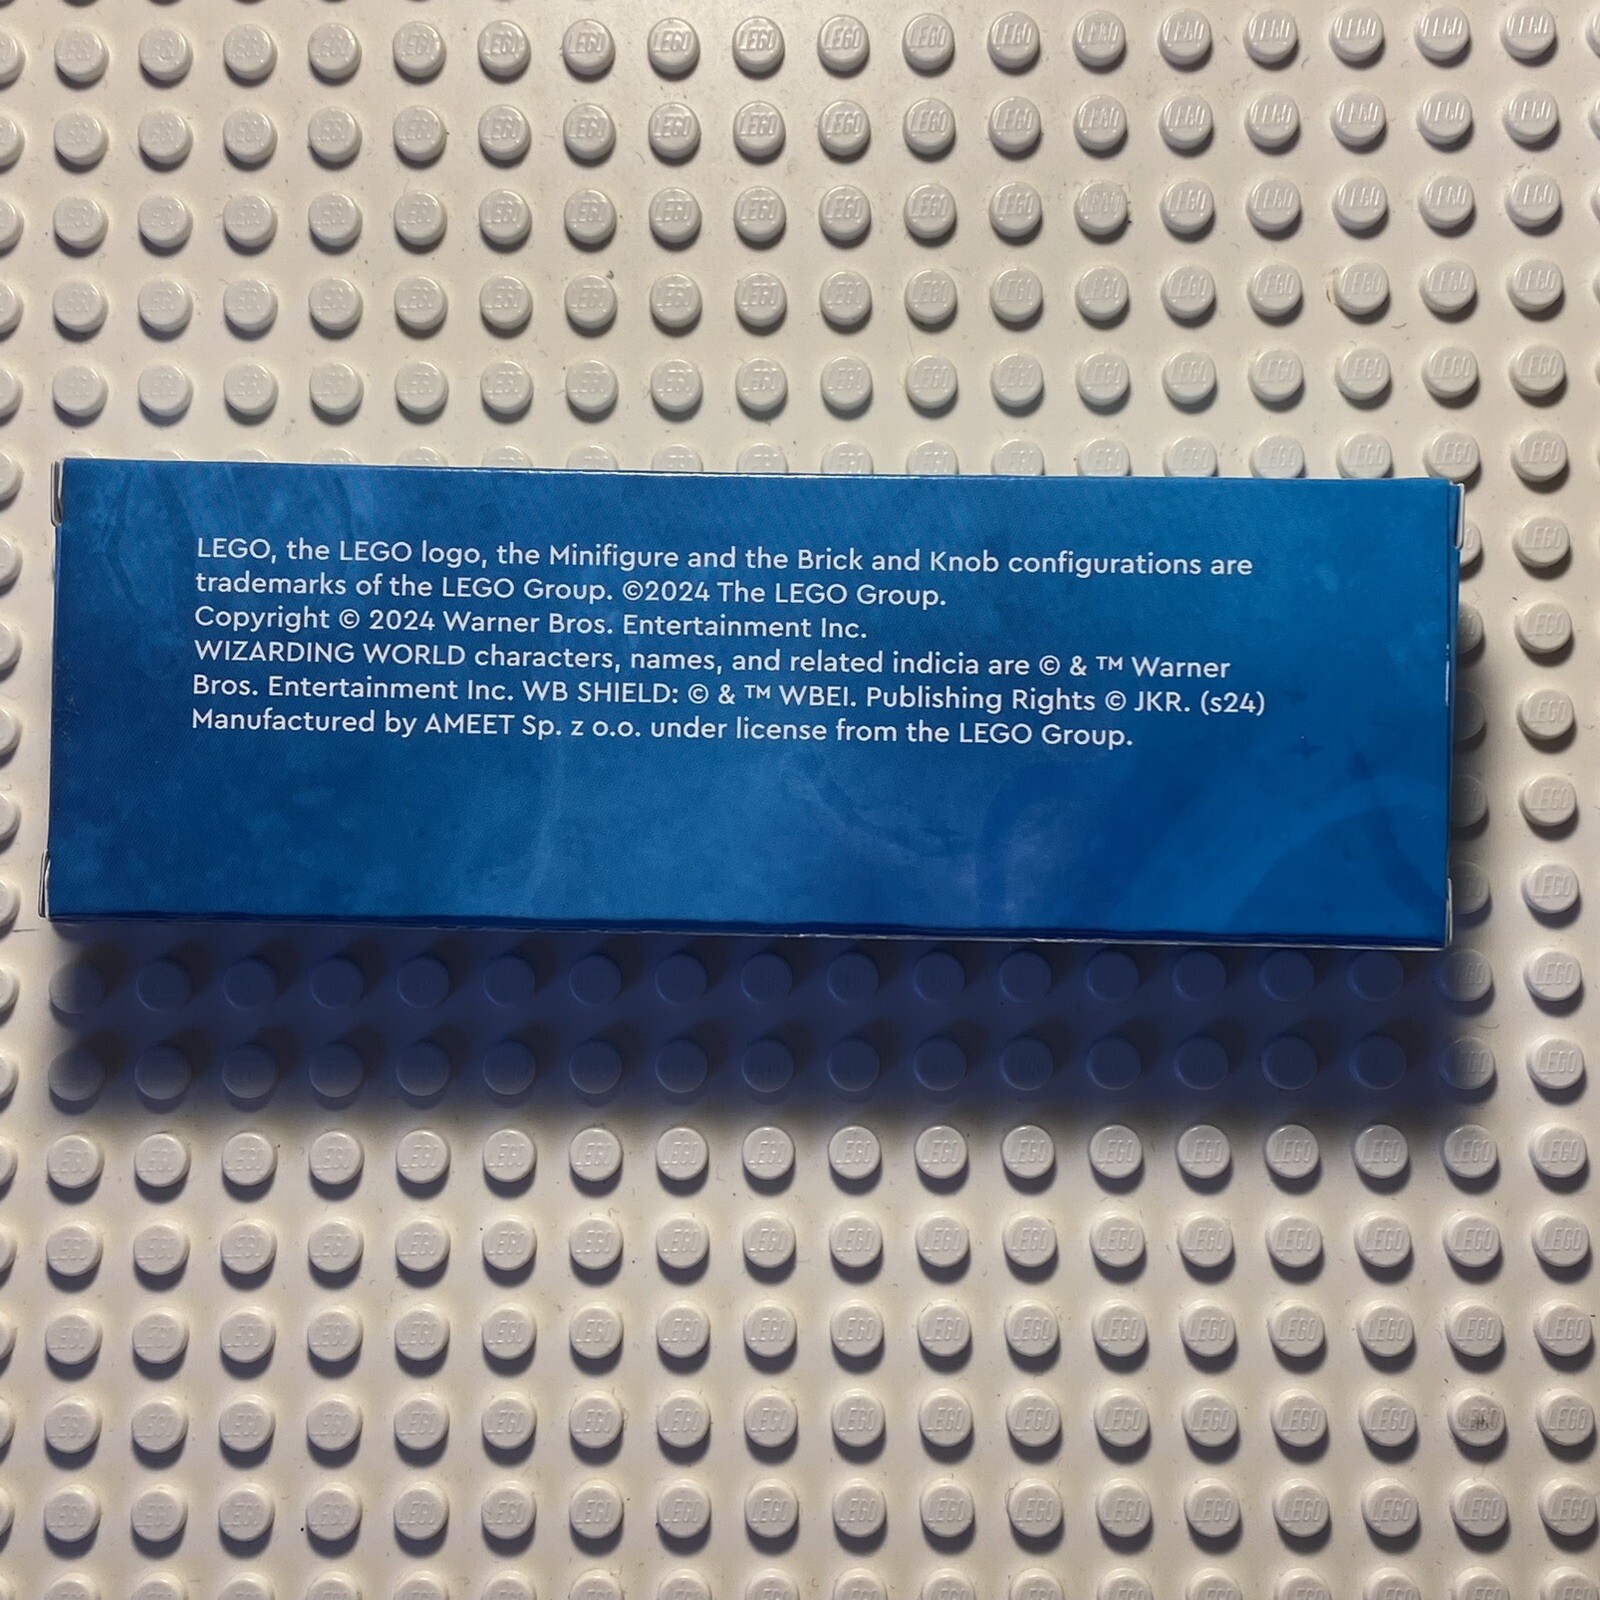 LEGO, the LEGO logo, the Minifigure and the Brick and Knob configurations are
trademarks of the LEGO Group. ©2024 The LEGO Group.
Copyright © 2024 Warner Bros. Entertainment Inc.
WIZARDING WORLD characters, names, and related indicia are © & ™ Warner
Bros. Entertainment Inc. WB SHIELD: © & ™ WBEI. Publishing Rights © JKR. (s24)
Manufactured by AMEET Sp. z o.o. under license from the LEGO Group.